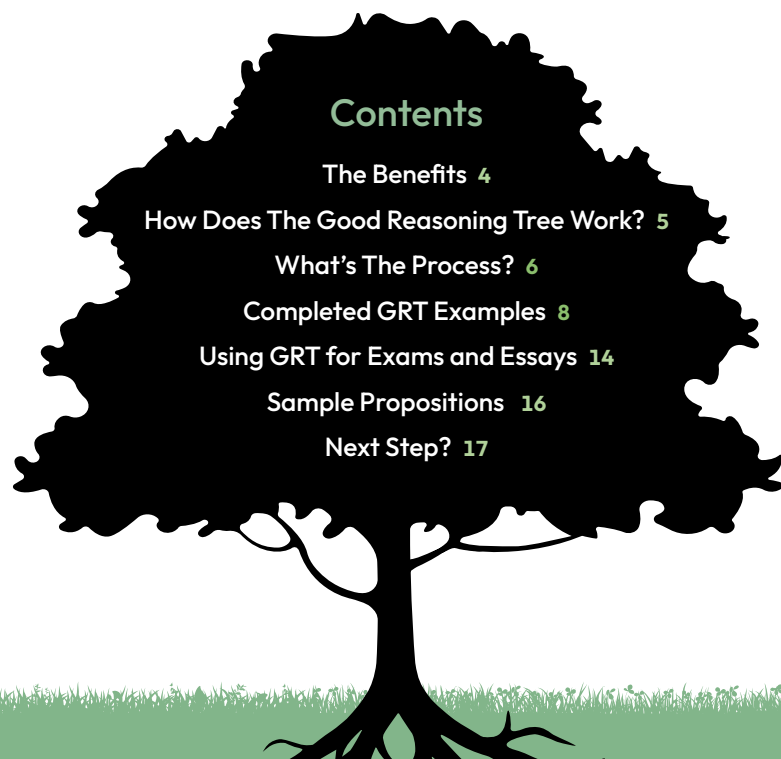 Contents
The Benefits 4
How Does The Good Reasoning Tree Work? 5
What’s The Process? 6
Completed GRT Examples 8
Using GRT for Exams and Essays 14
Sample Propositions 16
Next Step? 17